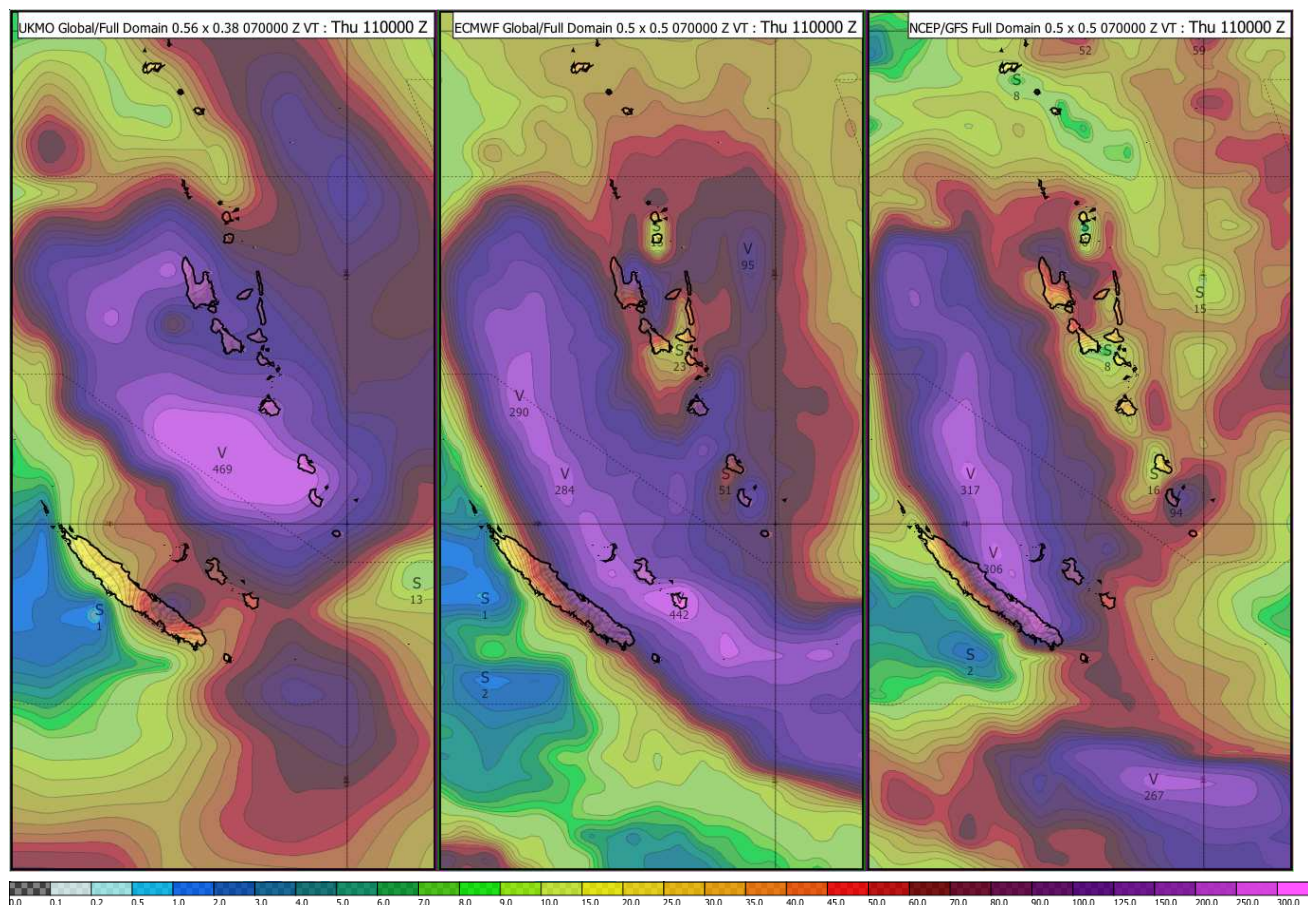 UKMO Global/Full Domain 0.56 x 0.38 070000 Z VT : Thu 110000 Z
ECMWF Global/Full Domain 0.5 x 0.5 070000 Z VT : Thu 110000 Z
NCEP/GFS Full Domain 0.5 x 0.5 070000 Z VT : Thu 110000 Z
52
59
S
8
S
S
V
95
S
15
S
23
S
8
V
290
V
469
V
284
S
51
V
317
S
16
94
V
306
S
13
S
1
S
1
442
S
2
S
2
V
267
0.0 0.1 0.2 0.5 1.0 2.0 3.0 4.0 5.0 6.0 7.0 8.0 9.0 10.0 15.0 20.0 25.0 30.0 35.0 40.0 45.0 50.0 60.0 70.0 80.0 90.0 100.0 125.0 150.0 200.0 250.0 300.0